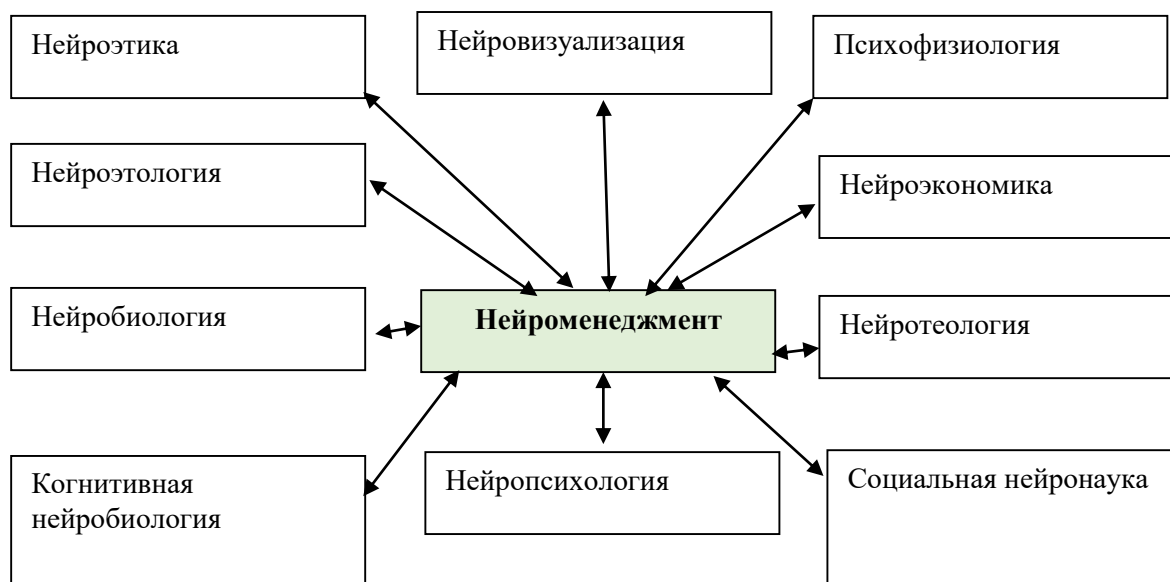 Нейроэтика
Нейровизуализация
Психофизиология
Нейроэтология
Нейроэкономика
Нейробиология
Нейроменеджмент
Нейротеология
Когнитивная
нейробиология
Нейропсихология
Социальная нейронаука